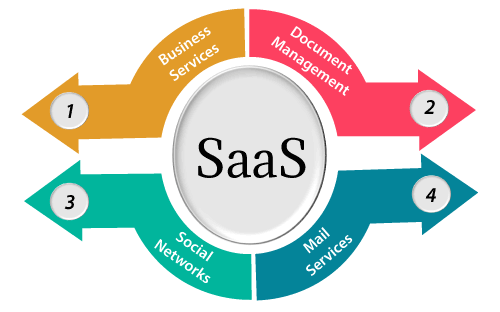 Business
Services
1
Document
Management
2
SaaS
3
Social
Networks
4
Mail
Services